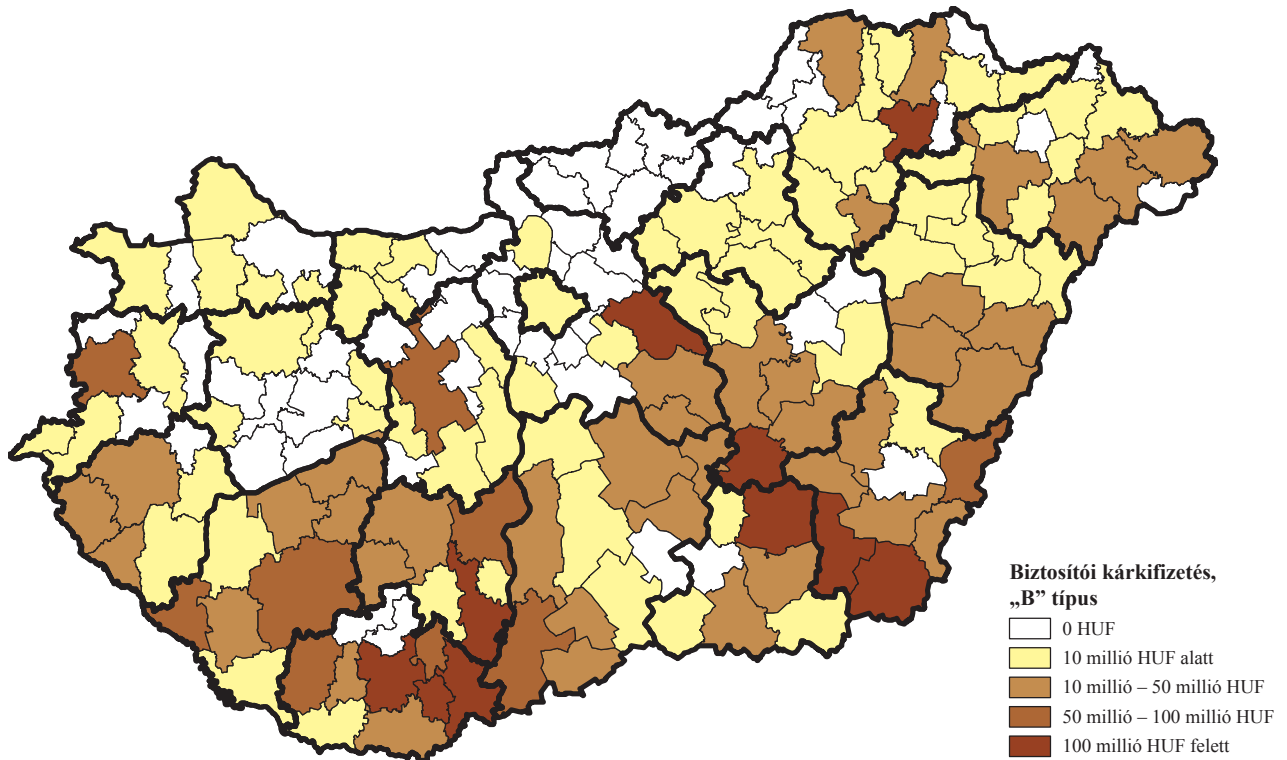 Biztosítói kárkifizetés,
„B” típus
0 HUF
10 millió HUF alatt
10 millió – 50 millió HUF
50 millió – 100 millió HUF
100 millió HUF felett